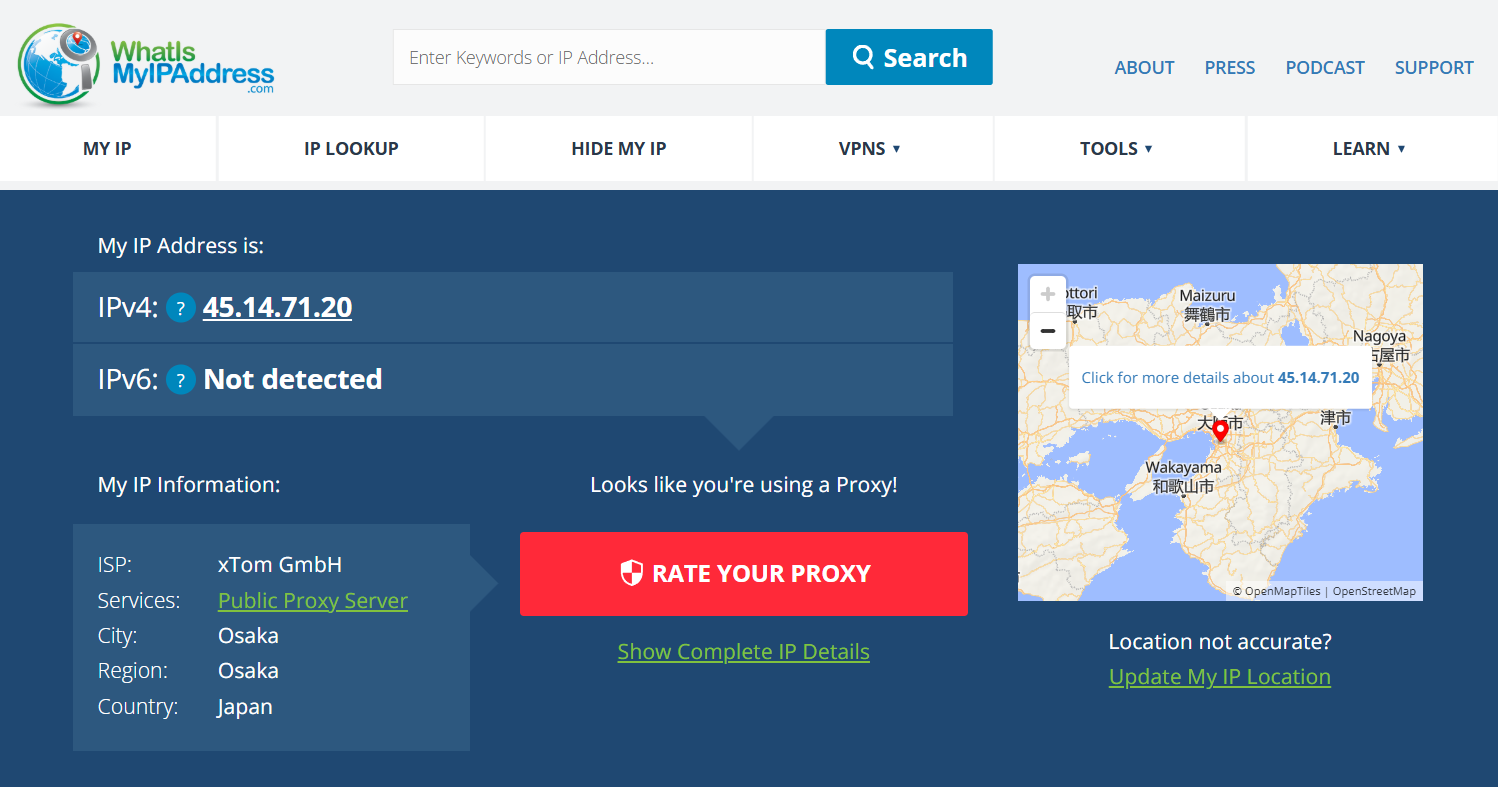 WhatIs
MyIPAddress
.com
Enter Keywords or IP Address...
Search
ABOUT PRESS PODCAST SUPPORT
MY IP IP LOOKUP HIDE MY IP VPNS ▾ TOOLS ▾ LEARN ▾
My IP Address is:
IPv4: ? 45.14.71.20
IPv6: ? Not detected
My IP Information:
ISP: xTom GmbH
Services: Public Proxy Server
City: Osaka
Region: Osaka
Country: Japan
Looks like you're using a Proxy!
RATE YOUR PROXY
Show Complete IP Details
+
−
ottori
取市
Maizuru
舞鶴市
Nagoya
古屋市
Click for more details about 45.14.71.20
津市
Wakayama
和歌山市
© OpenMapTiles | OpenStreetMap
Location not accurate?
Update My IP Location